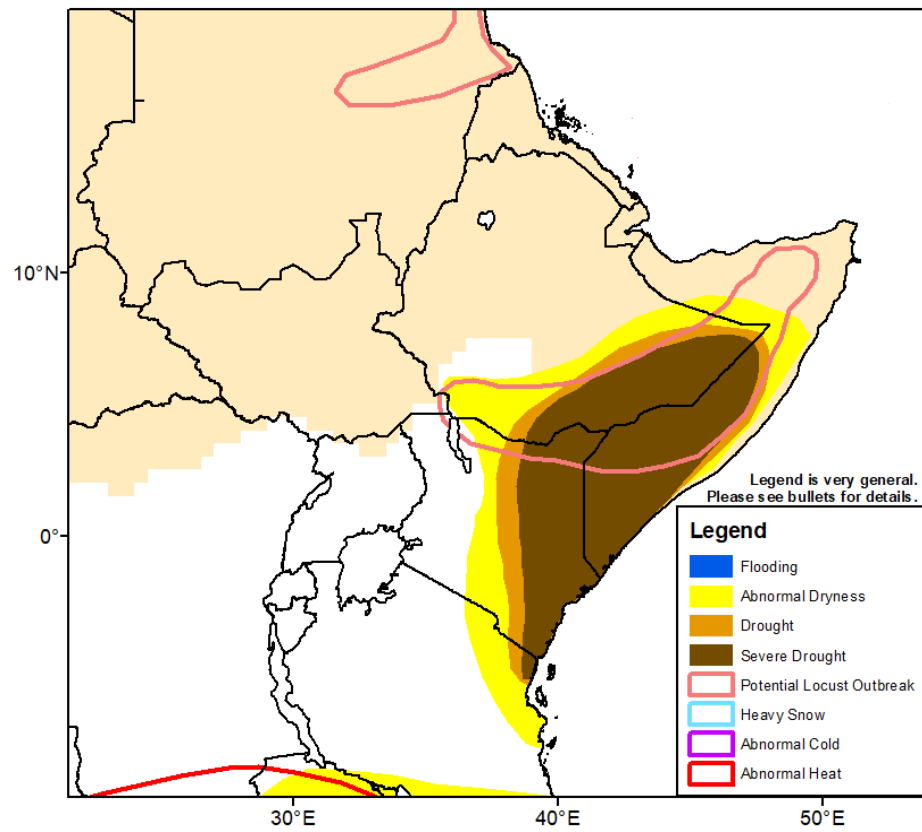 10°N
0°
Legend is very general.
Please see bullets for details.
Legend
Flooding
Abnormal Dryness
Drought
Severe Drought
Potential Locust Outbreak
Heavy Snow
Abnormal Cold
Abnormal Heat
30°E 40°E 50°E